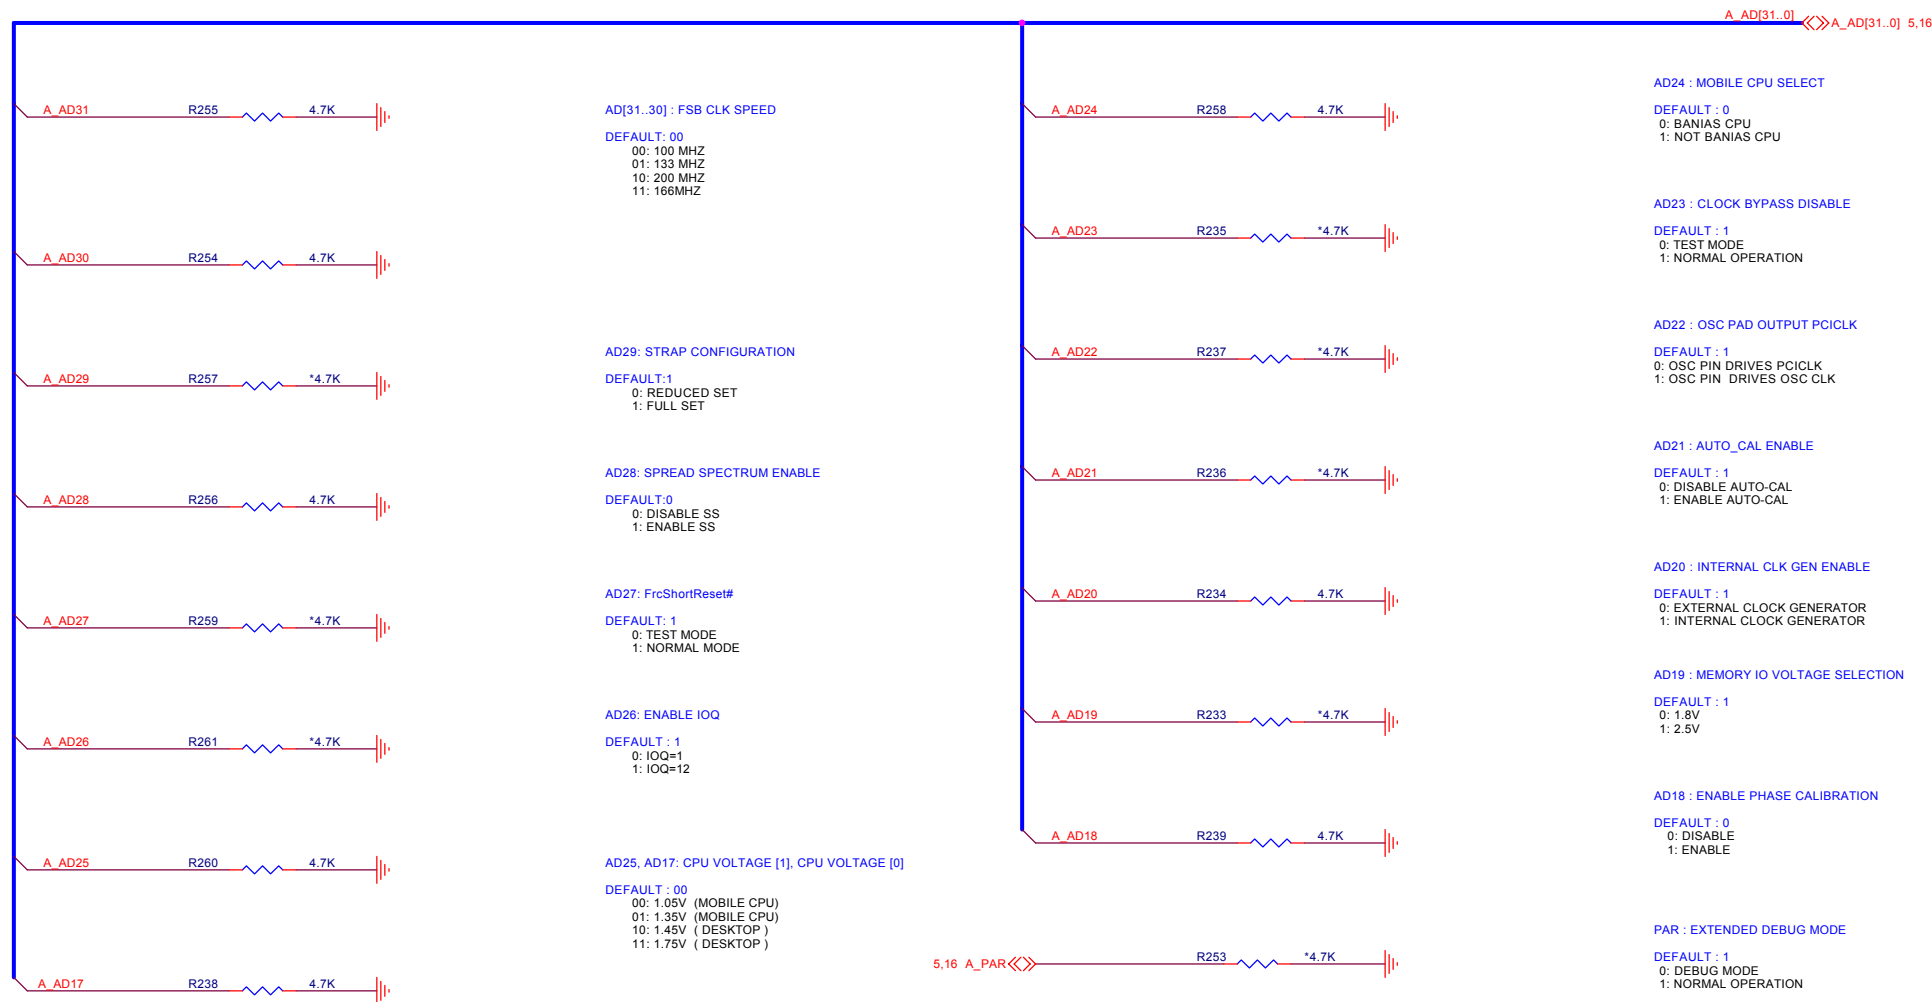 A_AD[31..0]
A_AD[31..0] 5,16
A_AD31 R255 4.7K
AD[31..30] : FSB CLK SPEED
DEFAULT: 00
00: 100 MHZ
01: 133 MHZ
10: 200 MHZ
11: 166MHZ
A_AD30 R254 4.7K
A_AD29 R257 *4.7K
AD29: STRAP CONFIGURATION
DEFAULT:1
0: REDUCED SET
1: FULL SET
A_AD28 R256 4.7K
AD28: SPREAD SPECTRUM ENABLE
DEFAULT:0
0: DISABLE SS
1: ENABLE SS
A_AD27 R259 *4.7K
AD27: FrcShortReset#
DEFAULT: 1
0: TEST MODE
1: NORMAL MODE
A_AD26 R261 *4.7K
AD26: ENABLE IOQ
DEFAULT : 1
0: IOQ=1
1: IOQ=12
A_AD25 R260 4.7K
AD25, AD17: CPU VOLTAGE [1], CPU VOLTAGE [0]
DEFAULT : 00
00: 1.05V (MOBILE CPU)
01: 1.35V (MOBILE CPU)
10: 1.45V ( DESKTOP )
11: 1.75V ( DESKTOP )
A_AD17 R238 4.7K
A_AD24 R258 4.7K
AD24 : MOBILE CPU SELECT
DEFAULT : 0
0: BANIAS CPU
1: NOT BANIAS CPU
A_AD23 R235 *4.7K
AD23 : CLOCK BYPASS DISABLE
DEFAULT : 1
0: TEST MODE
1: NORMAL OPERATION
A_AD22 R237 *4.7K
AD22 : OSC PAD OUTPUT PCICLK
DEFAULT : 1
0: OSC PIN DRIVES PCICLK
1: OSC PIN DRIVES OSC CLK
A_AD21 R236 *4.7K
AD21 : AUTO_CAL ENABLE
DEFAULT : 1
0: DISABLE AUTO-CAL
1: ENABLE AUTO-CAL
A_AD20 R234 4.7K
AD20 : INTERNAL CLK GEN ENABLE
DEFAULT : 1
0: EXTERNAL CLOCK GENERATOR
1: INTERNAL CLOCK GENERATOR
A_AD19 R233 *4.7K
AD19 : MEMORY IO VOLTAGE SELECTION
DEFAULT : 1
0: 1.8V
1: 2.5V
A_AD18 R239 4.7K
AD18 : ENABLE PHASE CALIBRATION
DEFAULT : 0
0: DISABLE
1: ENABLE
5,16 A_PAR R253 *4.7K
PAR : EXTENDED DEBUG MODE
DEFAULT : 1
0: DEBUG MODE
1: NORMAL OPERATION